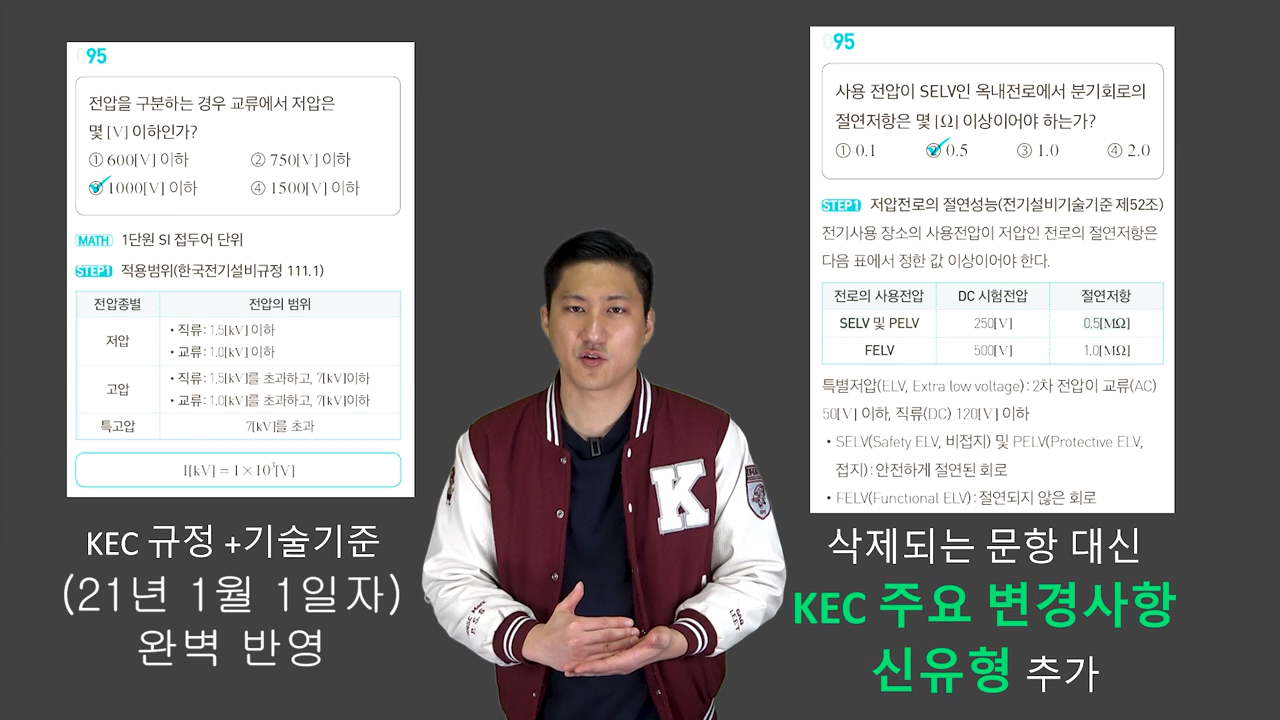 095
전압을 구분하는 경우 교류에서 저압은
몇 [V] 이하인가?
① 600[V] 이하 ② 750[V] 이하
③ 1000[V] 이하 ④ 1500[V] 이하
MATH 1단원 SI 접두어 단위
STEP1 적용범위(한국전기설비규정 111.1)
전압종별 전압의 범위
저압
• 직류: 1.5[kV] 이하
• 교류: 1.0[kV] 이하
고압
• 직류: 1.5[kV]를 초과하고, 7[kV]이하
• 교류: 1.0[kV]를 초과하고, 7[kV]이하
특고압 7[kV]를 초과
1[kV] = 1×10³[V]
KEC 규정 +기술기준
(21년 1월 1일자)
완벽 반영
095
사용 전압이 SELV인 옥내전로에서 분기회로의
절연저항은 몇 [Ω] 이상이어야 하는가?
① 0.1 ② 0.5 ③ 1.0 ④ 2.0
STEP1 저압전로의 절연성능(전기설비기술기준 제52조)
전기사용 장소의 사용전압이 저압인 전로의 절연저항은
다음 표에서 정한 값 이상이어야 한다.
전로의 사용전압 DC 시험전압 절연저항
SELV 및 PELV 250[V] 0.5[MΩ]
FELV 500[V] 1.0[MΩ]
특별저압(ELV, Extra low voltage) : 2차 전압이 교류(AC)
50[V] 이하, 직류(DC) 120[V] 이하
• SELV(Safety ELV, 비접지) 및 PELV(Protective ELV,
접지) : 안전하게 절연된 회로
• FELV(Functional ELV) : 절연되지 않은 회로
삭제되는 문항 대신
KEC 주요 변경사항
신유형 추가
K